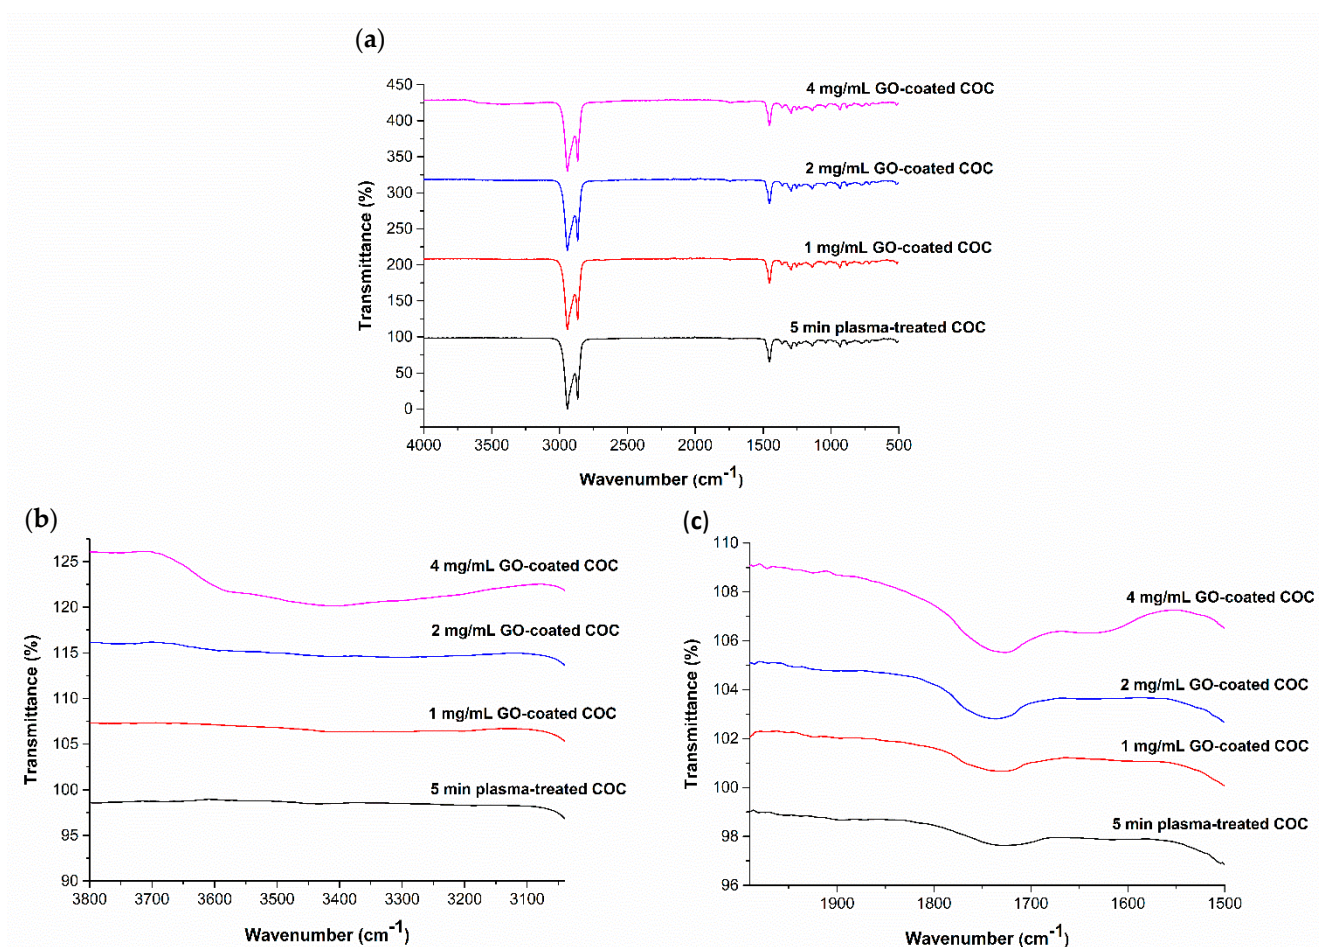 (a)
450
400
350
300
250
200
150
100
50
0
Transmittance (%)
4 mg/mL GO-coated COC
2 mg/mL GO-coated COC
1 mg/mL GO-coated COC
5 min plasma-treated COC
4000 3500 3000 2500 2000 1500 1000 500
Wavenumber (cm⁻¹)
(b)
125
120
115
110
105
100
95
90
Transmittance (%)
4 mg/mL GO-coated COC
2 mg/mL GO-coated COC
1 mg/mL GO-coated COC
5 min plasma-treated COC
3800 3700 3600 3500 3400 3300 3200 3100
Wavenumber (cm⁻¹)
(c)
110
108
106
104
102
100
98
96
Transmittance (%)
4 mg/mL GO-coated COC
2 mg/mL GO-coated COC
1 mg/mL GO-coated COC
5 min plasma-treated COC
1900 1800 1700 1600 1500
Wavenumber (cm⁻¹)